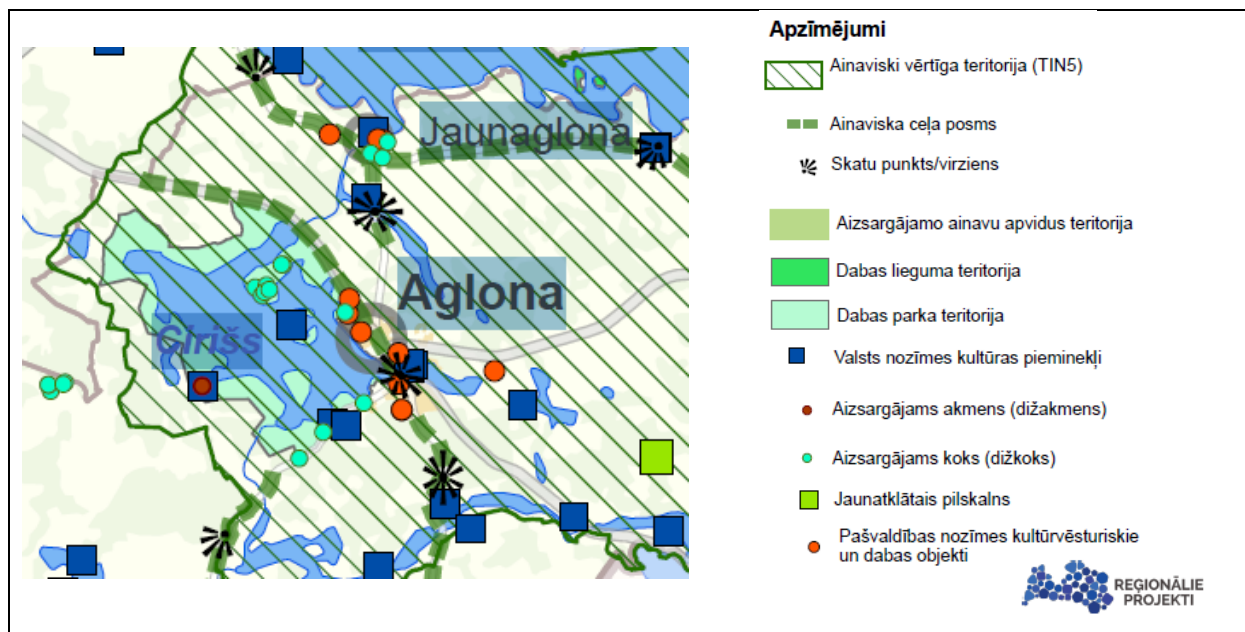 Jaunaglona
Aglona
Cirišs
Apzīmējumi
Ainaviski vērtīga teritorija (TIN5)
Ainaviska ceļa posms
Skatu punkts/virziens
Aizsargājamo ainavu apvidus teritorija
Dabas lieguma teritorija
Dabas parka teritorija
Valsts nozīmes kultūras pieminekļi
Aizsargājams akmens (dižakmens)
Aizsargājams koks (dižkoks)
Jaunatklātais pilskalns
Pašvaldības nozīmes kultūrvēsturiskie
un dabas objekti
REĢIONĀLIE
PROJEKTI